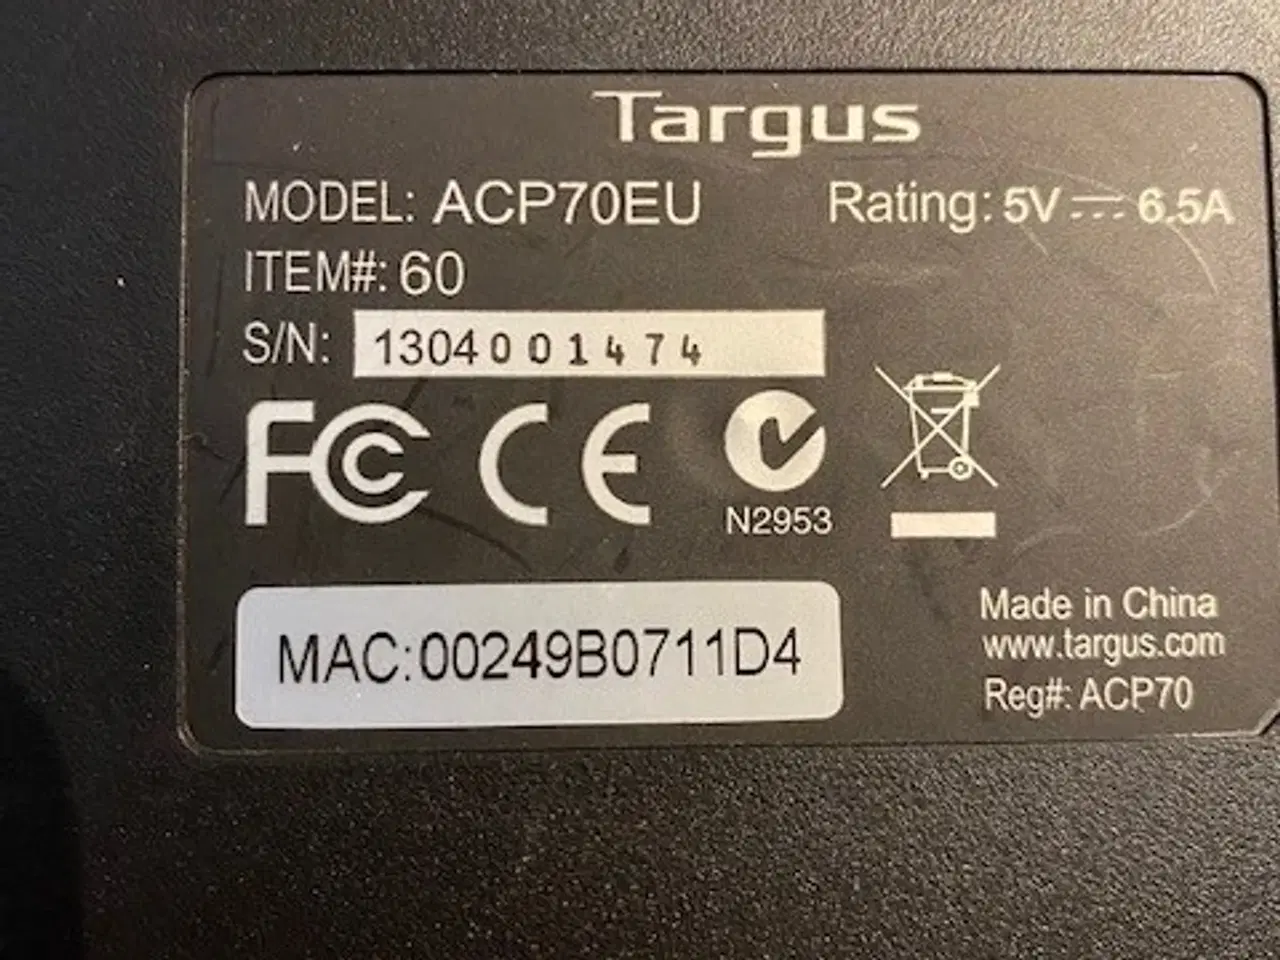 Targus
MODEL: ACP70EU Rating: 5V 6.5A
ITEM#: 60
S/N: 1304001474
FC CE
N2953
MAC:00249B0711D4
Made in China
www.targus.com
Reg#: ACP70